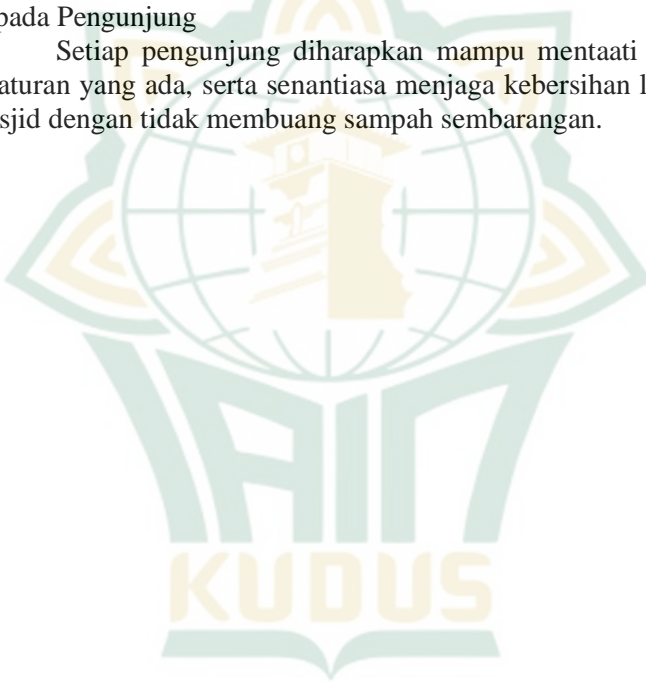 pada Pengunjung
Setiap pengunjung diharapkan mampu mentaati
aturan yang ada, serta senantiasa menjaga kebersihan l
sjid dengan tidak membuang sampah sembarangan.
IAIN
KUDUS